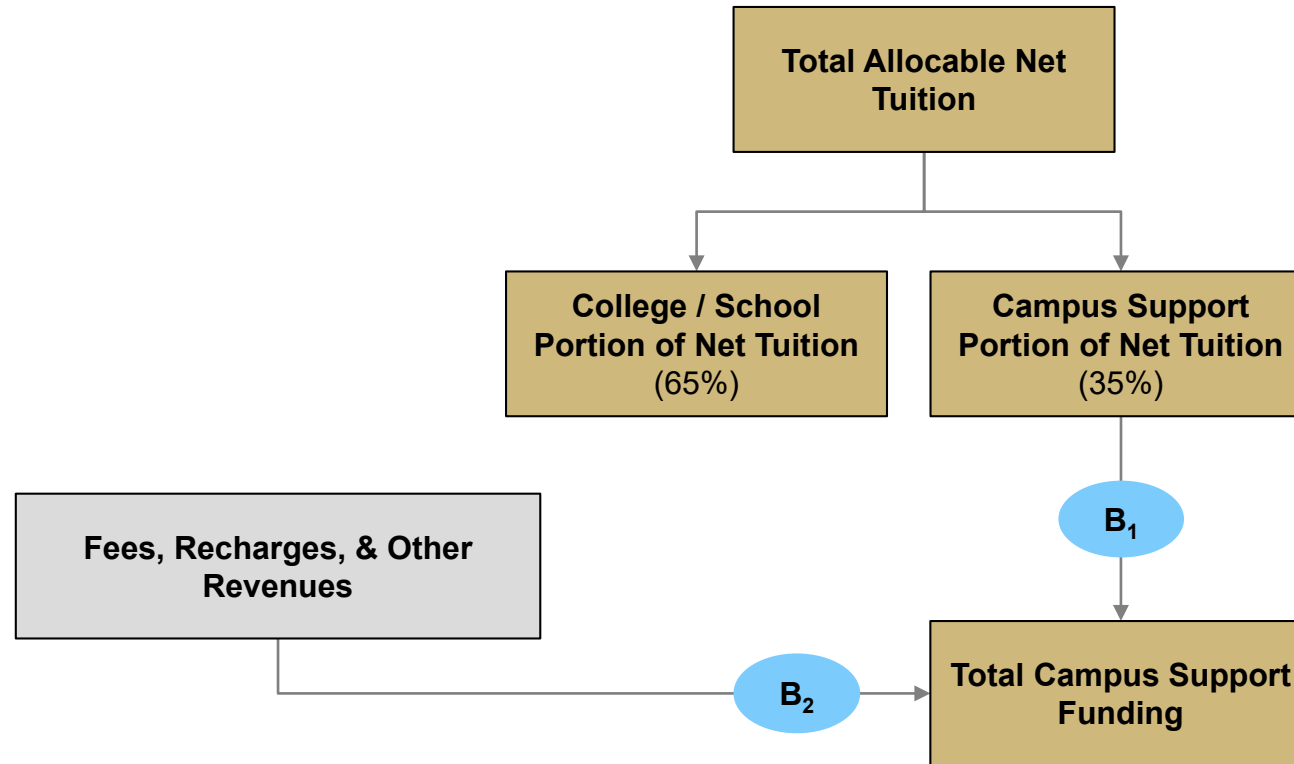 Total Allocable Net
Tuition
College / School
Portion of Net Tuition
(65%)
Campus Support
Portion of Net Tuition
(35%)
B₁
Fees, Recharges, & Other
Revenues
B₂
Total Campus Support
Funding